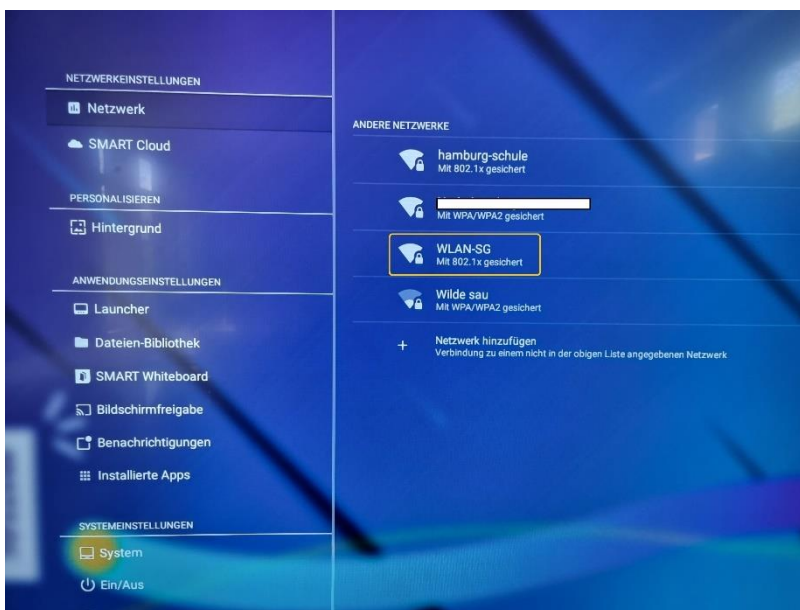 NETZWERKEINSTELLUNGEN
Netzwerk
SMART Cloud
PERSONALISIEREN
Hintergrund
ANWENDUNGSEINSTELLUNGEN
Launcher
Dateien-Bibliothek
SMART Whiteboard
Bildschirmfreigabe
Benachrichtigungen
Installierte Apps
SYSTEMEINSTELLUNGEN
System
Ein/Aus
ANDERE NETZWERKE
hamburg-schule
Mit 802.1x gesichert
Mit WPA/WPA2 gesichert
WLAN-SG
Mit 802.1x gesichert
Wilde sau
Mit WPA/WPA2 gesichert
Netzwerk hinzufügen
Verbindung zu einem nicht in der obigen Liste angegebenen Netzwerk